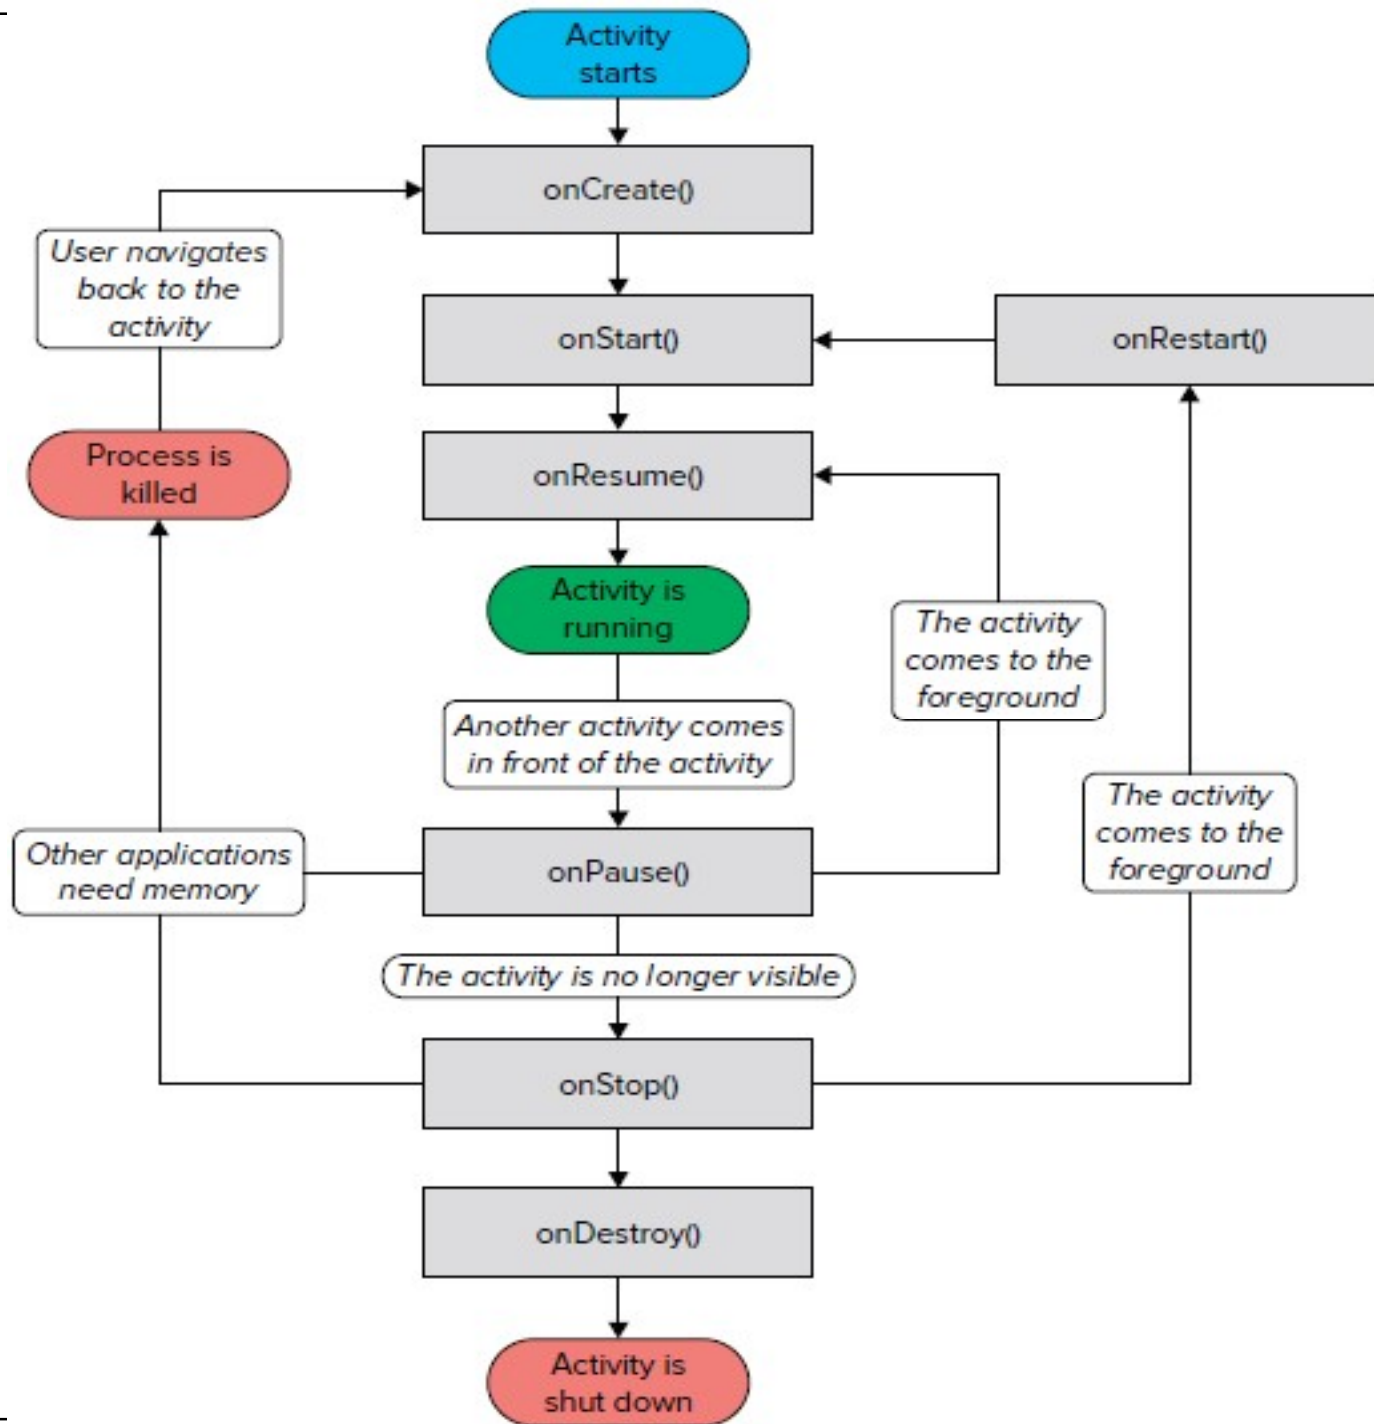 Activity
starts
onCreate()
User navigates
back to the
activity
onStart()
onRestart()
Process is
killed
onResume()
Activity is
running
The activity
comes to the
foreground
Another activity comes
in front of the activity
The activity
comes to the
foreground
Other applications
need memory
onPause()
The activity is no longer visible
onStop()
onDestroy()
Activity is
shut down